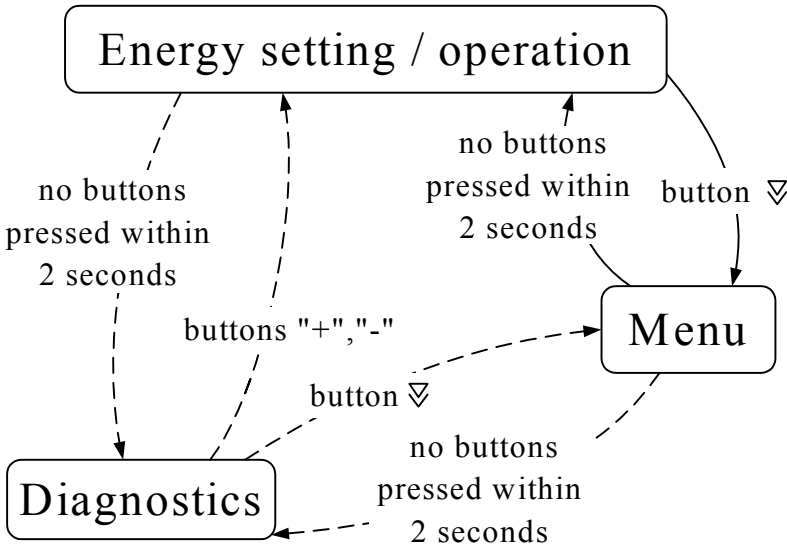 Energy setting / operation
no buttons
pressed within
2 seconds
no buttons
pressed within
2 seconds
button
buttons "+","-"
Menu
button
no buttons
pressed within
2 seconds
Diagnostics